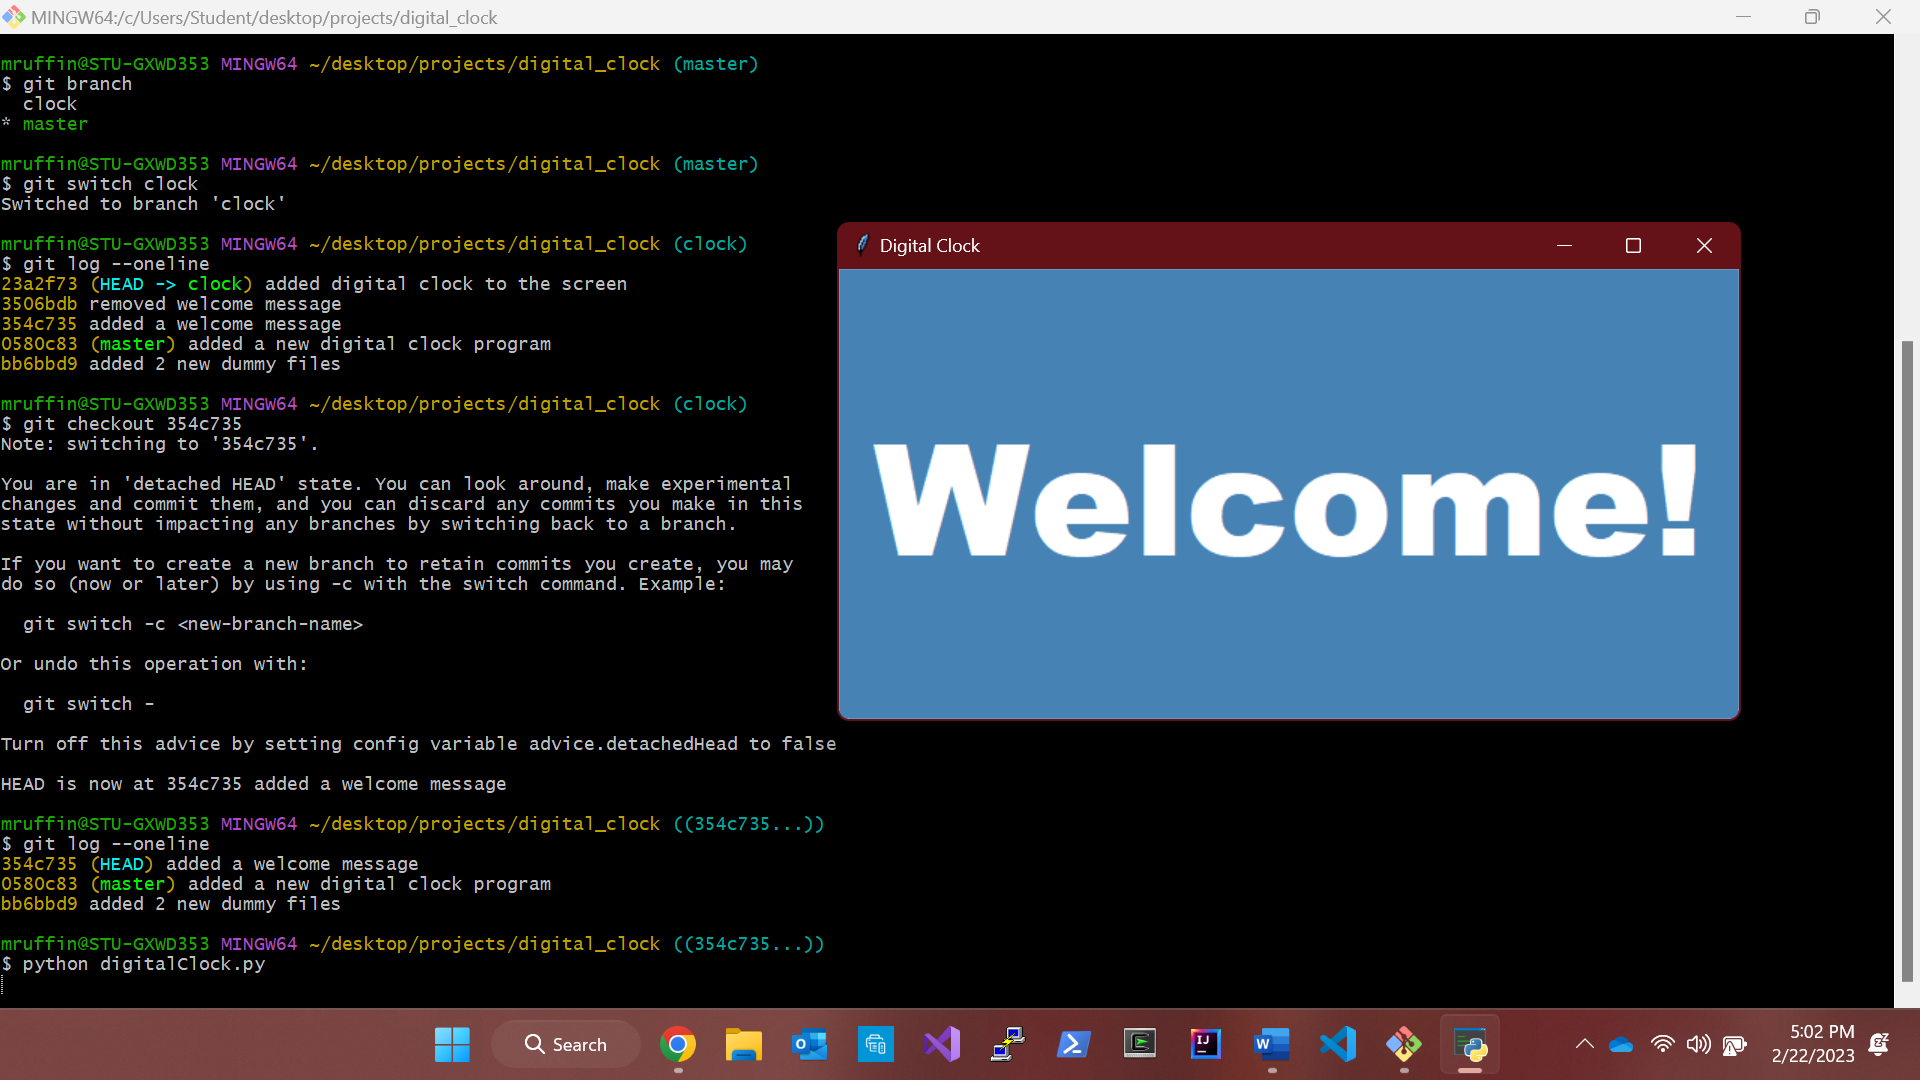 MINGW64:/c/Users/Student/desktop/projects/digital_clock
mruffin@STU-GXWD353 MINGW64 ~/desktop/projects/digital_clock (master)
$ git branch
  clock
* master
mruffin@STU-GXWD353 MINGW64 ~/desktop/projects/digital_clock (master)
$ git switch clock
Switched to branch 'clock'
mruffin@STU-GXWD353 MINGW64 ~/desktop/projects/digital_clock (clock)
$ git log --oneline
23a2f73 (HEAD -> clock) added digital clock to the screen
3506bdb removed welcome message
354c735 added a welcome message
0580c83 (master) added a new digital clock program
bb6bbd9 added 2 new dummy files
mruffin@STU-GXWD353 MINGW64 ~/desktop/projects/digital_clock (clock)
$ git checkout 354c735
Note: switching to '354c735'.
You are in 'detached HEAD' state. You can look around, make experimental
changes and commit them, and you can discard any commits you make in this
state without impacting any branches by switching back to a branch.
If you want to create a new branch to retain commits you create, you may
do so (now or later) by using -c with the switch command. Example:
  git switch -c <new-branch-name>
Or undo this operation with:
  git switch -
Turn off this advice by setting config variable advice.detachedHead to false
HEAD is now at 354c735 added a welcome message
mruffin@STU-GXWD353 MINGW64 ~/desktop/projects/digital_clock ((354c735...))
$ git log --oneline
354c735 (HEAD) added a welcome message
0580c83 (master) added a new digital clock program
bb6bbd9 added 2 new dummy files
mruffin@STU-GXWD353 MINGW64 ~/desktop/projects/digital_clock ((354c735...))
$ python digitalClock.py
Digital Clock
Welcome!
Search
5:02 PM
2/22/2023